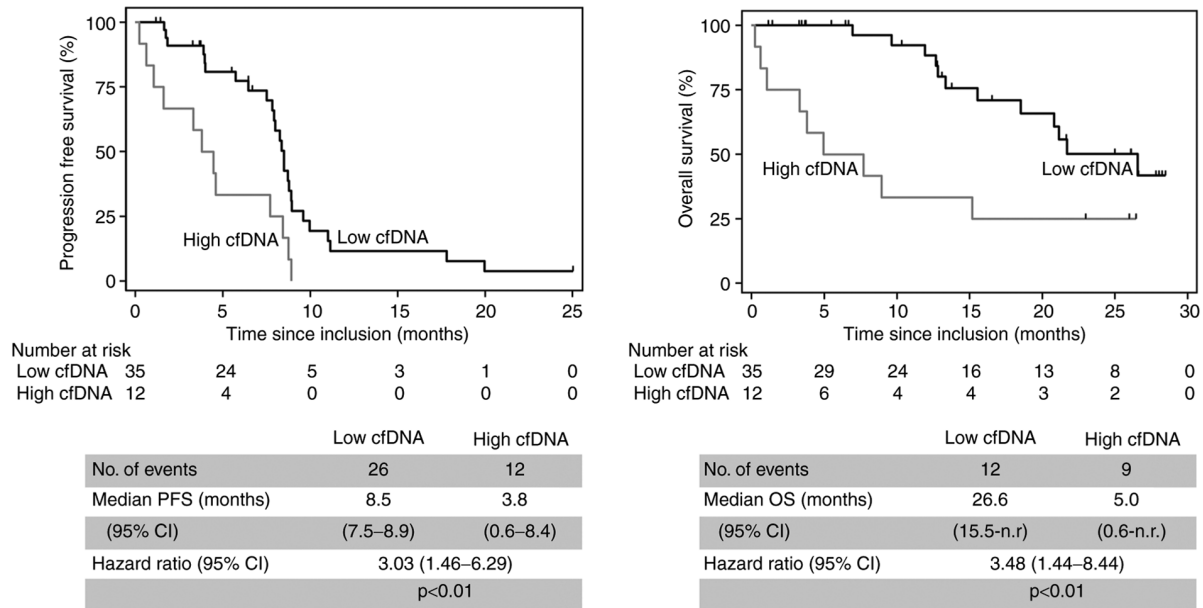 Progression free survival (%)
100
75
50
25
0
High cfDNA
Low cfDNA
0 5 10 15 20 25
Time since inclusion (months)
Number at risk
Low cfDNA 35 24 5 3 1 0
High cfDNA 12 4 0 0 0 0
Low cfDNA High cfDNA
No. of events 26 12
Median PFS (months) 8.5 3.8
(95% CI) (7.5–8.9) (0.6–8.4)
Hazard ratio (95% CI) 3.03 (1.46–6.29)
p<0.01
Overall survival (%)
100
75
50
25
0
High cfDNA
Low cfDNA
0 5 10 15 20 25 30
Time since inclusion (months)
Number at risk
Low cfDNA 35 29 24 16 13 8 0
High cfDNA 12 6 4 4 3 2 0
Low cfDNA High cfDNA
No. of events 12 9
Median OS (months) 26.6 5.0
(95% CI) (15.5-n.r) (0.6-n.r.)
Hazard ratio (95% CI) 3.48 (1.44–8.44)
p<0.01